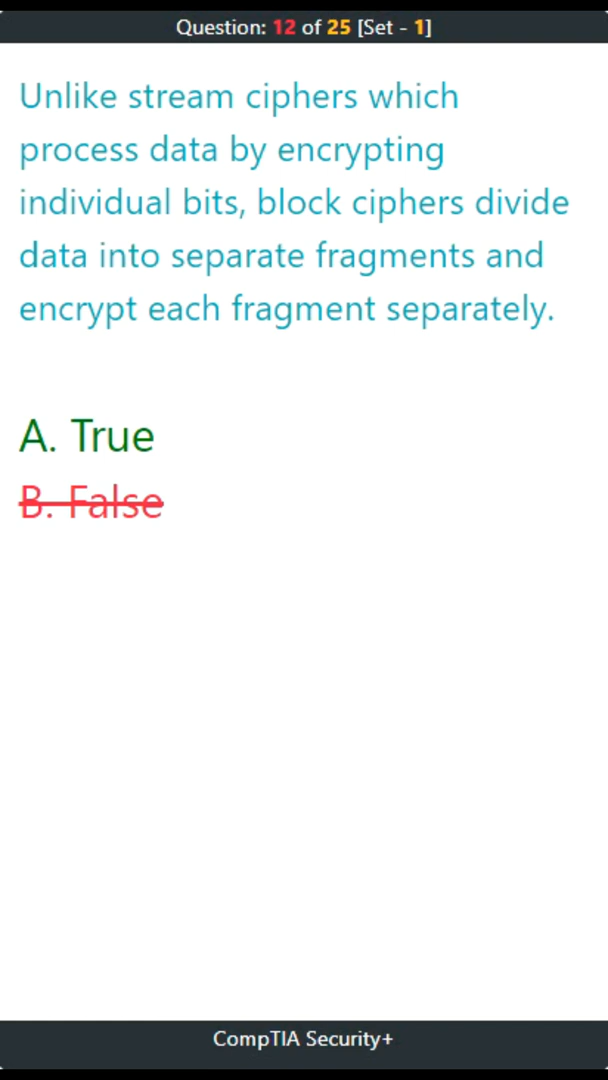 Question: 12 of 25 [Set - 1]
Unlike stream ciphers which
process data by encrypting
individual bits, block ciphers divide
data into separate fragments and
encrypt each fragment separately.
A. True
B. False
CompTIA Security+